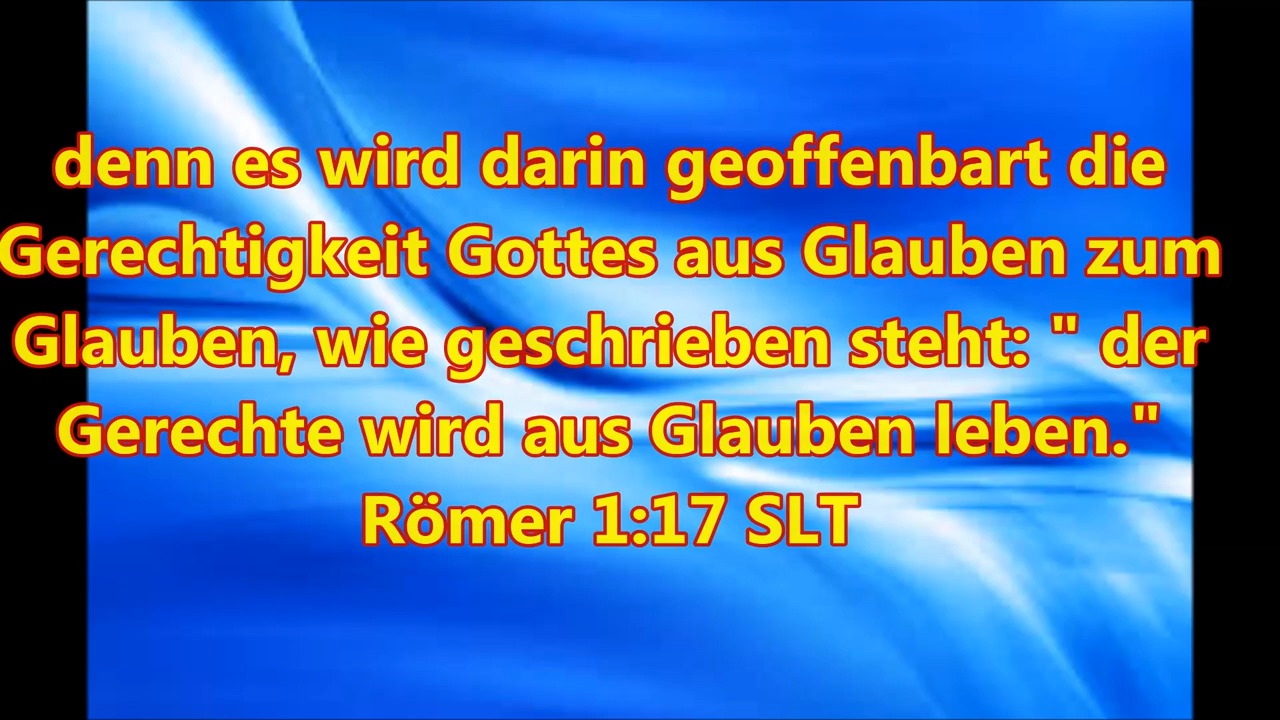 denn es wird darin geoffenbart die
Gerechtigkeit Gottes aus Glauben zum
Glauben, wie geschrieben steht: " der
Gerechte wird aus Glauben leben."
Römer 1:17 SLT